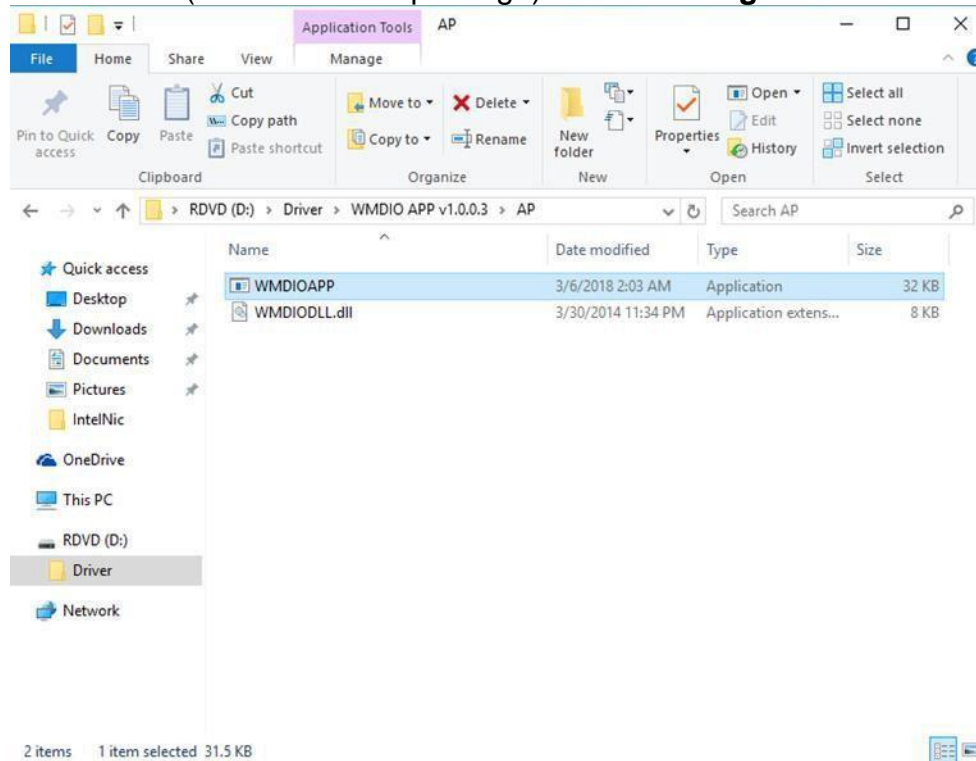 Application Tools AP
File Home Share View Manage
Pin to Quick access
Copy
Paste
Cut
Copy path
Paste shortcut
Clipboard
Move to
Copy to
Delete
Rename
Organize
New folder
New
Properties
Open
Edit
History
Open
Select all
Select none
Invert selection
Select
RDVD (D:) > Driver > WMDIO APP v1.0.0.3 > AP
Search AP
Name Date modified Type Size
WMDIOAPP 3/6/2018 2:03 AM Application 32 KB
WMDIODLL.dll 3/30/2014 11:34 PM Application extens... 8 KB
Quick access
Desktop
Downloads
Documents
Pictures
IntelNic
OneDrive
This PC
RDVD (D:)
Driver
Network
2 items 1 item selected 31.5 KB